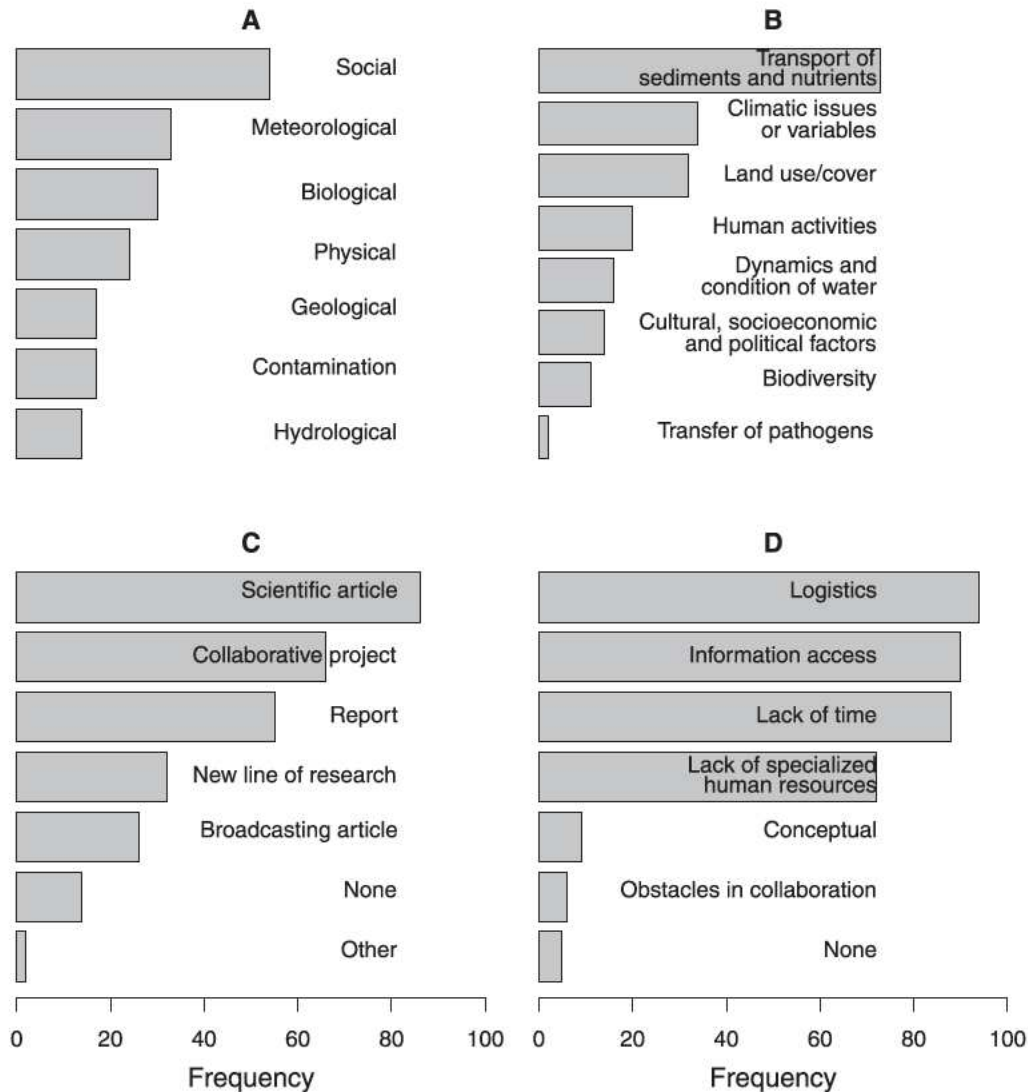 A
Social
Meteorological
Biological
Physical
Geological
Contamination
Hydrological
B
Transport of
sediments and nutrients
Climatic issues
or variables
Land use/cover
Human activities
Dynamics and
condition of water
Cultural, socioeconomic
and political factors
Biodiversity
Transfer of pathogens
C
Scientific article
Collaborative project
Report
New line of research
Broadcasting article
None
Other
0 20 40 60 80 100
Frequency
D
Logistics
Information access
Lack of time
Lack of specialized
human resources
Conceptual
Obstacles in collaboration
None
0 20 40 60 80 100
Frequency